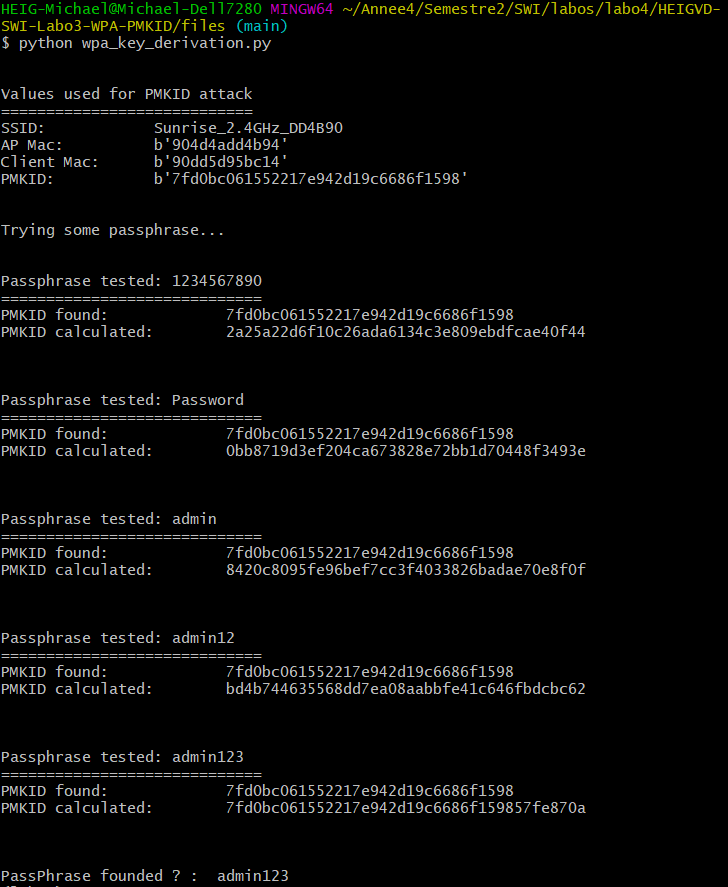 HEIG-Michael@Michael-Dell7280 MINGW64 ~/Annee4/Semestre2/SWI/labos/labo4/HEIGVD-
SWI-Labo3-WPA-PMKID/files (main)
$ python wpa_key_derivation.py
Values used for PMKID attack
============================
SSID: Sunrise_2.4GHz_DD4B90
AP Mac: b'904d4add4b94'
Client Mac: b'90dd5d95bc14'
PMKID: b'7fd0bc061552217e942d19c6686f1598'
Trying some passphrase...
Passphrase tested: 1234567890
=============================
PMKID found: 7fd0bc061552217e942d19c6686f1598
PMKID calculated: 2a25a22d6f10c26ada6134c3e809ebdfcae40f44
Passphrase tested: Password
=============================
PMKID found: 7fd0bc061552217e942d19c6686f1598
PMKID calculated: 0bb8719d3ef204ca673828e72bb1d70448f3493e
Passphrase tested: admin
=============================
PMKID found: 7fd0bc061552217e942d19c6686f1598
PMKID calculated: 8420c8095fe96bef7cc3f4033826badae70e8f0f
Passphrase tested: admin12
=============================
PMKID found: 7fd0bc061552217e942d19c6686f1598
PMKID calculated: bd4b744635568dd7ea08aabbfe41c646fbdcbc62
Passphrase tested: admin123
=============================
PMKID found: 7fd0bc061552217e942d19c6686f1598
PMKID calculated: 7fd0bc061552217e942d19c6686f159857fe870a
PassPhrase founded ? : admin123